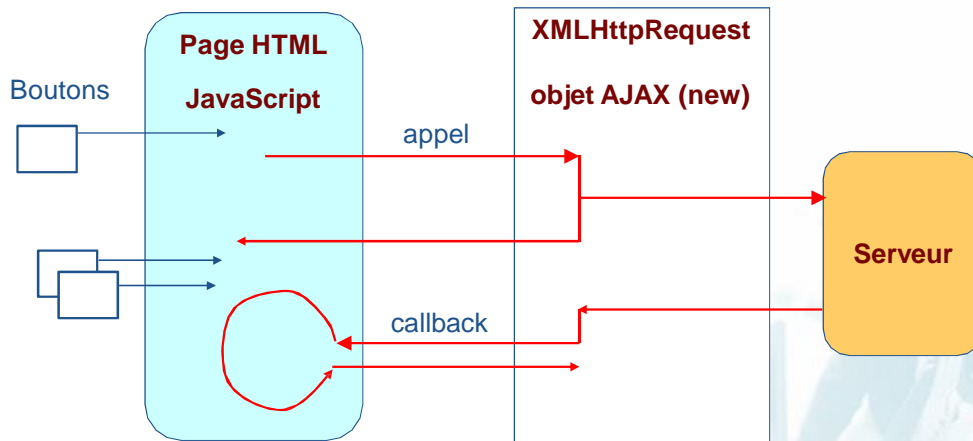 Page HTML
JavaScript
XMLHttpRequest
objet AJAX (new)
Boutons
appel
Serveur
callback